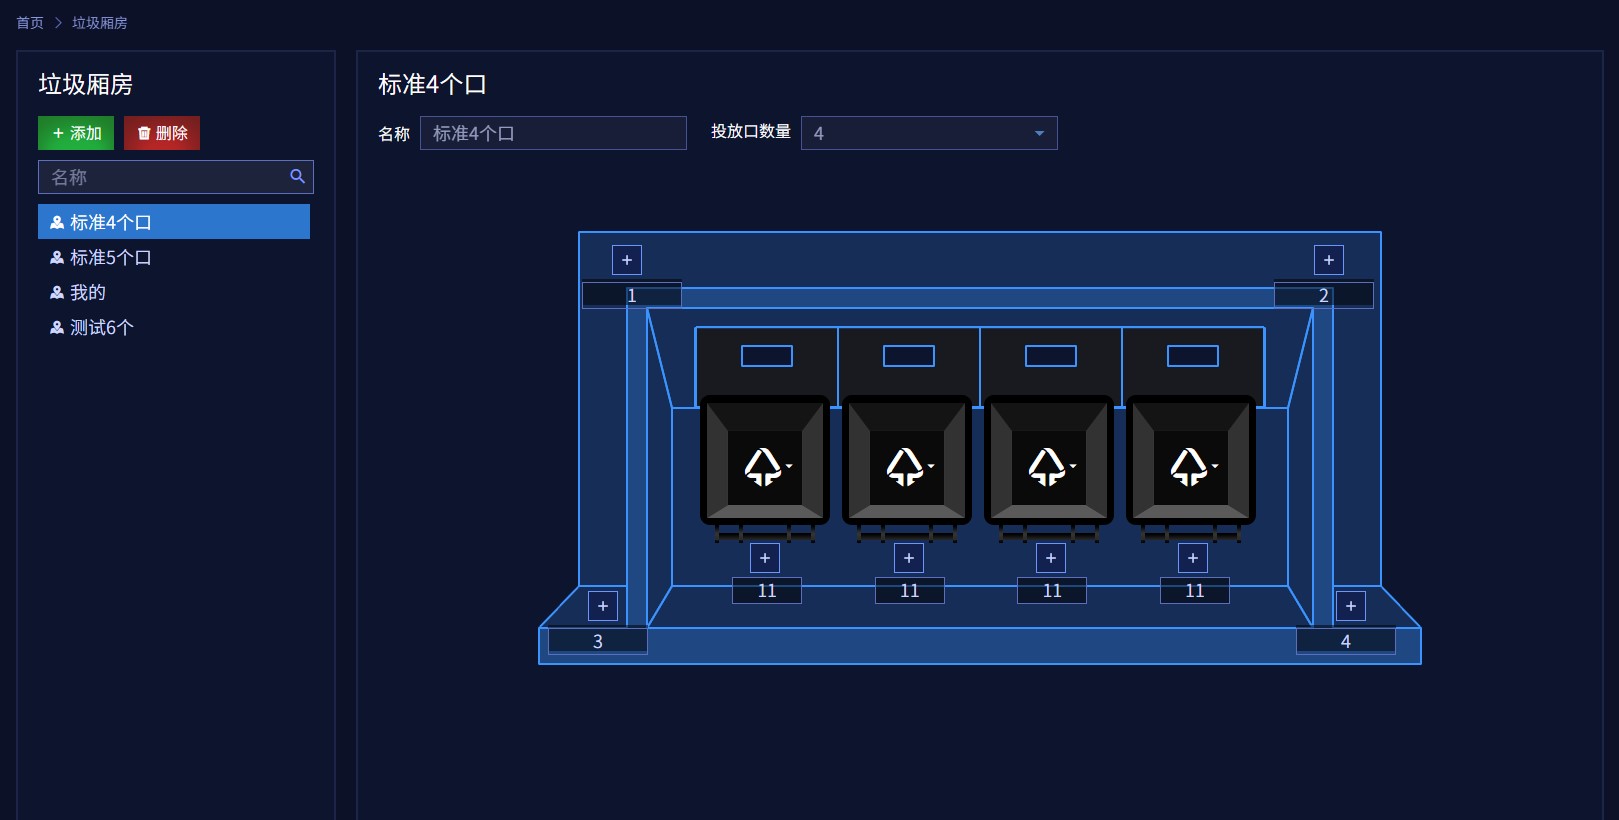 首页 > 垃圾厢房
垃圾厢房
+ 添加 删除
名称
标准4个口
标准5个口
我的
测试6个
标准4个口
名称 标准4个口 投放口数量 4
+ +
1 2
+ + + +
11 11 11 11
+ +
3 4